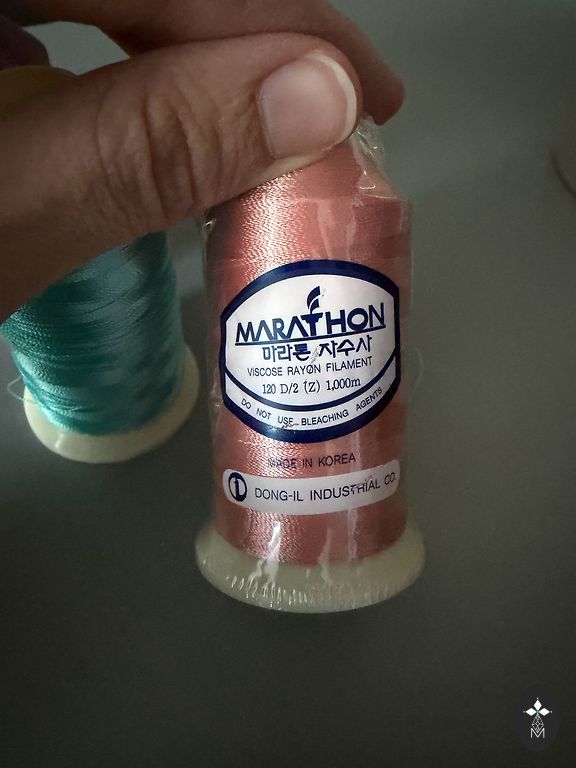 MARATHON
마라톤 자수사
VISCOSE RAYON FILAMENT
120 D/2 (Z) 1,000m
DO NOT USE BLEACHING AGENTS
MADE IN KOREA
DONG-IL INDUSTRIAL CO.
M